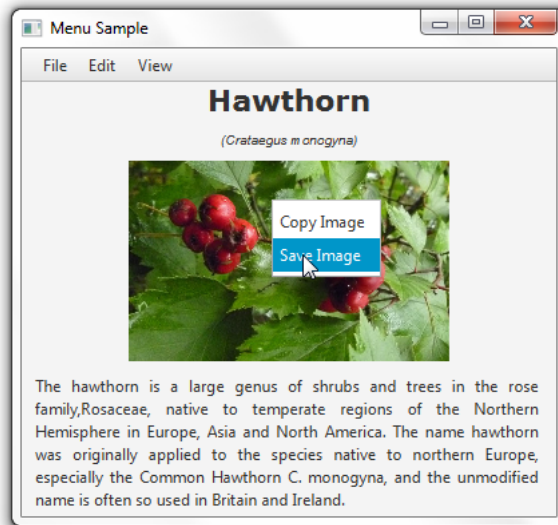 Menu Sample
File Edit View
Hawthorn
(Crataegus monogyna)
Copy Image
Save Image
The hawthorn is a large genus of shrubs and trees in the rose
family,Rosaceae, native to temperate regions of the Northern
Hemisphere in Europe, Asia and North America. The name hawthorn
was originally applied to the species native to northern Europe,
especially the Common Hawthorn C. monogyna, and the unmodified
name is often so used in Britain and Ireland.